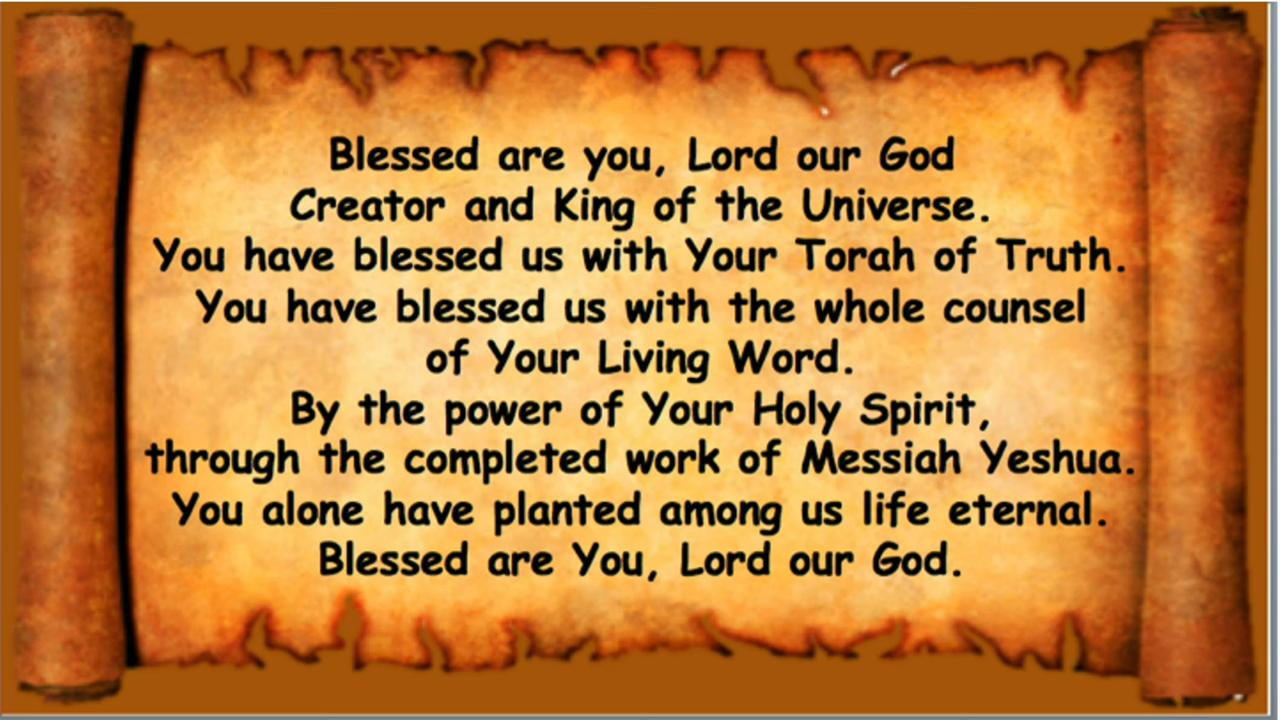 Blessed are you, Lord our God
Creator and King of the Universe.
You have blessed us with Your Torah of Truth.
You have blessed us with the whole counsel
of Your Living Word.
By the power of Your Holy Spirit,
through the completed work of Messiah Yeshua.
You alone have planted among us life eternal.
Blessed are You, Lord our God.